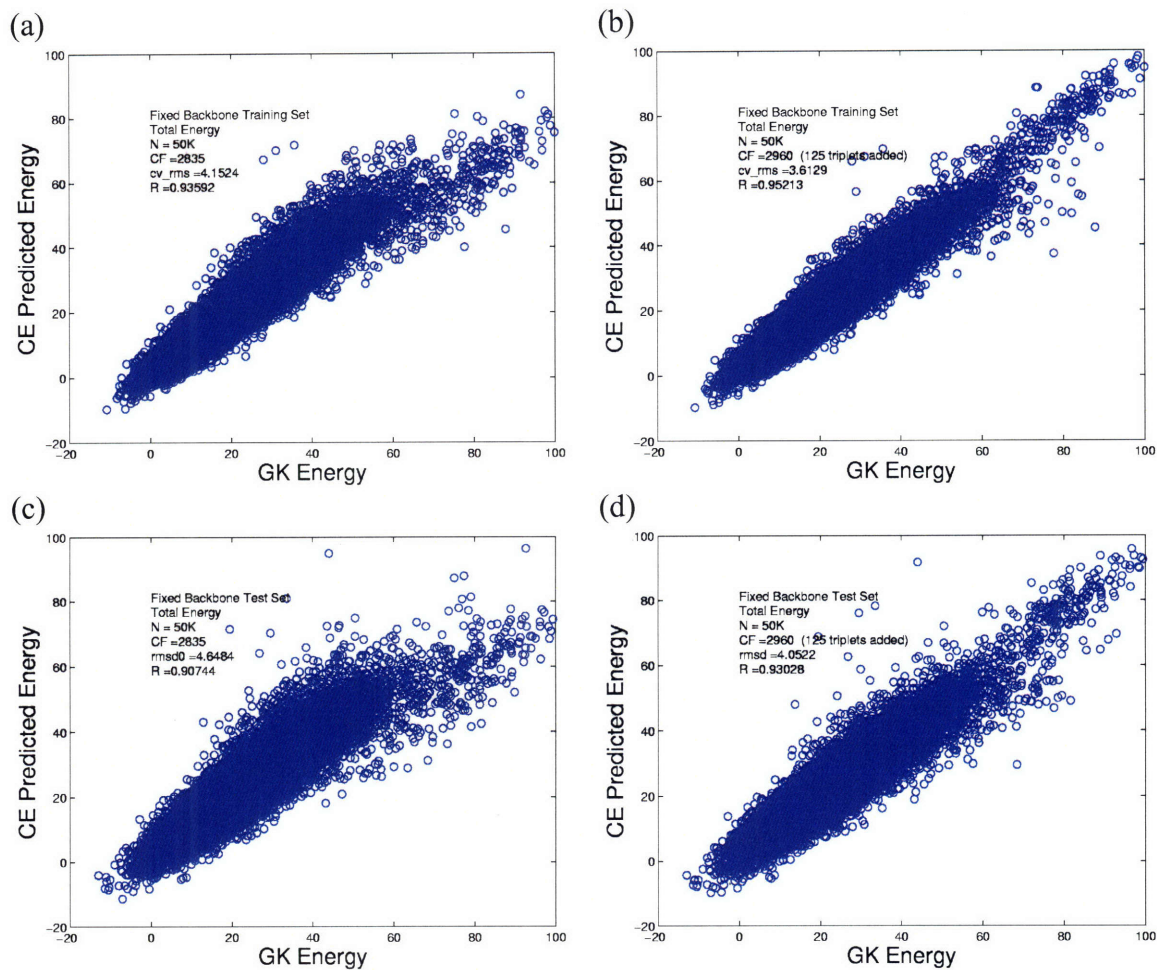 (a)
100
80
60
40
20
0
−20
−20 0 20 40 60 80 100
CE Predicted Energy
GK Energy
Fixed Backbone Training Set
Total Energy
N = 50K
CF =2835
cv_rms =4.1524
R =0.93592
(b)
100
80
60
40
20
0
−20
−20 0 20 40 60 80 100
CE Predicted Energy
GK Energy
Fixed Backbone Training Set
Total Energy
N = 50K
CF =2960 (125 triplets added)
cv_rms =3.6129
R =0.95213
(c)
100
80
60
40
20
0
−20
−20 0 20 40 60 80 100
CE Predicted Energy
GK Energy
Fixed Backbone Test Set
Total Energy
N = 50K
CF =2835
rmsd0 =4.6484
R =0.90744
(d)
100
80
60
40
20
0
−20
−20 0 20 40 60 80 100
CE Predicted Energy
GK Energy
Fixed Backbone Test Set
Total Energy
N = 50K
CF =2960 (125 triplets added)
rmsd =4.0522
R =0.93028